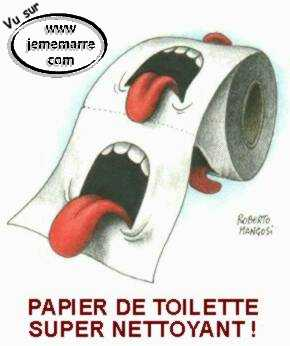 Vu sur
www
jememarre
com
ROBERTO
MANGOSI
PAPIER DE TOILETTE
SUPER NETTOYANT !